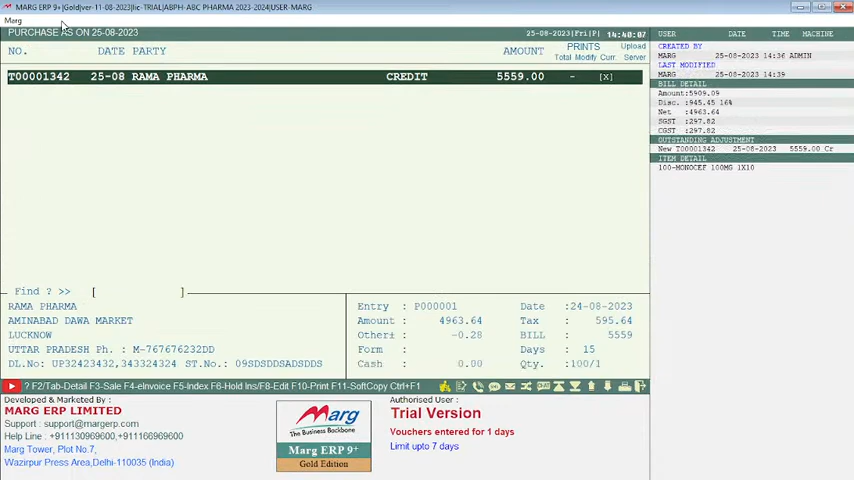 MARG ERP 9+|Gold|ver-11-08-2023|lic-TRIAL|ABPH-ABC PHARMA 2023-2024|USER-MARG
Marg
PURCHASE AS ON 25-08-2023
25-08-2023|Fri|P| 14:40:07
NO. DATE PARTY AMOUNT PRINTS Upload
Total Modify Curr. Server
T00001342 25-08 RAMA PHARMA CREDIT 5559.00 - [X]
Find ? >> [ ]
RAMA PHARMA
AMINABAD DAWA MARKET
LUCKNOW
UTTAR PRADESH Ph. : M-767676232DD
DL.No: UP32423432,343324324 ST.No.: 09SDSDDSADSDDS
Entry : P000001 Date :24-08-2023
Amount : 4963.64 Tax : 595.64
Other± : -0.28 BILL : 5559
Form : Days : 15
Cash : 0.00 Qty.:100/1
? F2/Tab-Detail F3-Sale F4-eInvoice F5-Index F6-Hold Ins/F8-Edit F10-Print F11-SoftCopy Ctrl+F1
USER DATE TIME MACHINE
CREATED BY
MARG 25-08-2023 14:36 ADMIN
LAST MODIFIED
MARG 25-08-2023 14:39
BILL DETAIL
Amount:5909.09
Disc. :945.45 16%
Net :4963.64
SGST :297.82
CGST :297.82
OUTSTANDING ADJUSTMENT
New T00001342 25-08-2023 5559.00 Cr
ITEM DETAIL
100-MONOCEF 100MG 1X10
Developed & Marketed By :
MARG ERP LIMITED
Support : support@margerp.com
Help Line : +911130969600,+911166969600
Marg Tower, Plot No.7,
Wazirpur Press Area,Delhi-110035 (India)
Marg
The Business Backbone
Marg ERP 9+
Gold Edition
Authorised User :
Trial Version
Vouchers entered for 1 days
Limit upto 7 days